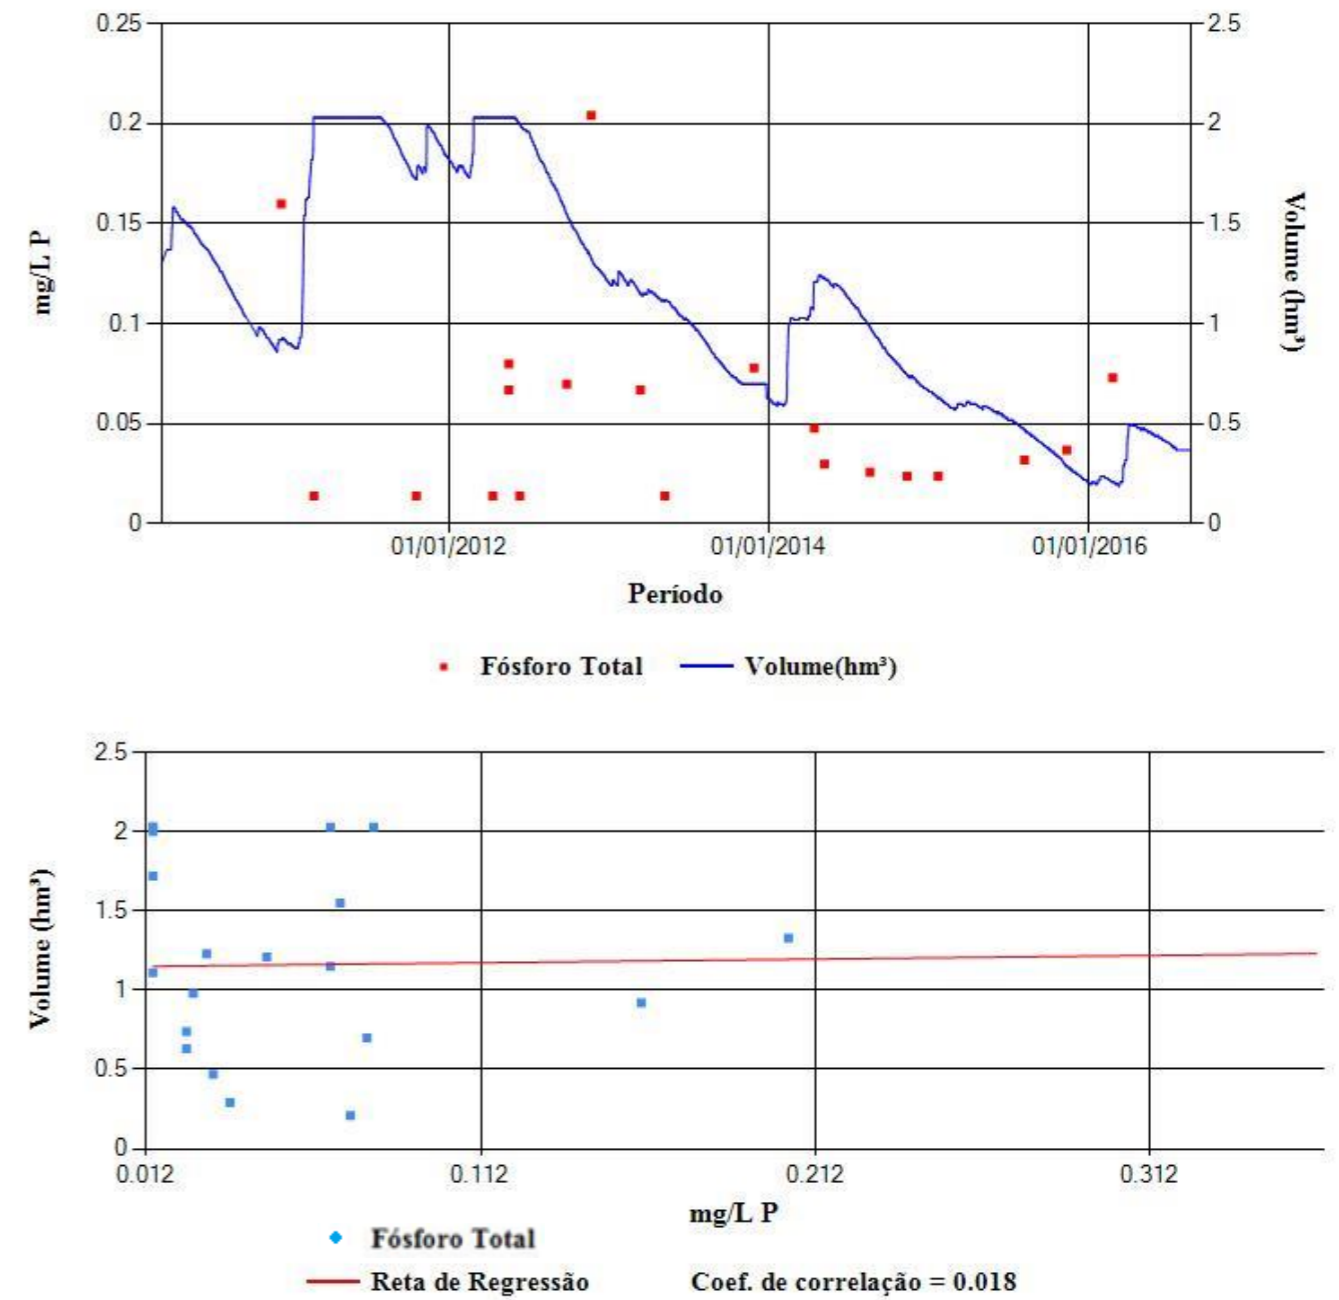 0.25
2.5
0.2
2
0.15
1.5
0.1
1
0.05
0.5
0
0
mg/L P
Volume (hm³)
01/01/2012
01/01/2014
01/01/2016
Período
Fósforo Total
Volume(hm³)
2.5
2
1.5
1
0.5
0
Volume (hm³)
0.012
0.112
0.212
0.312
mg/L P
Fósforo Total
Reta de Regressão
Coef. de correlação = 0.018